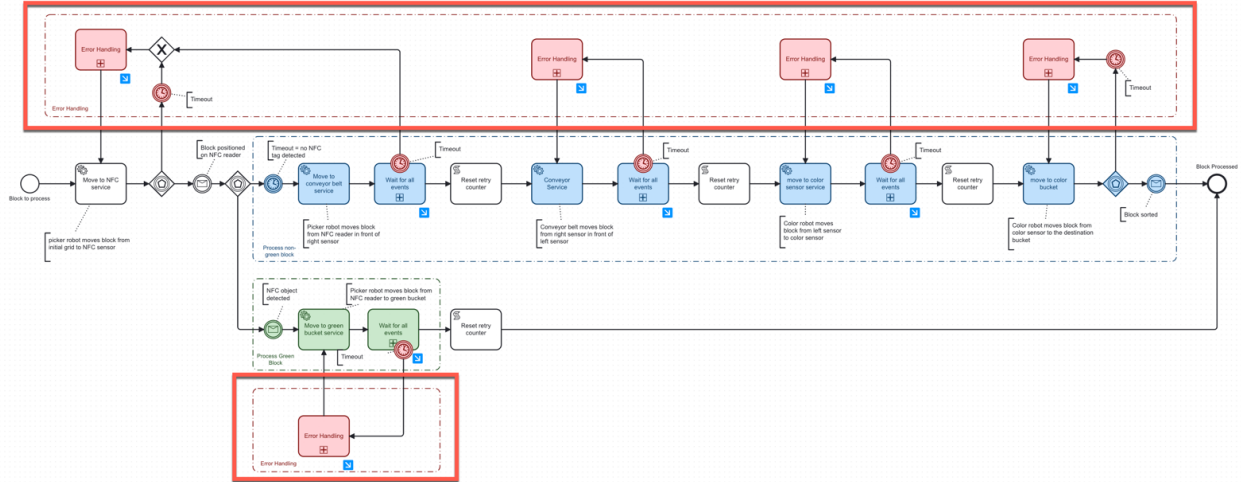 Error Handling
Error Handling
Error Handling
Error Handling
Timeout
Timeout
Error Handling
Block to process
Move to NFC
service
picker robot moves block from
initial grid to NFC sensor
Block positioned
on NFC reader
Timeout = no NFC
tag detected
Move to
conveyor belt
service
Picker robot moves block
from NFC reader in front of
right sensor
Timeout
Wait for all
events
Reset retry
counter
Conveyor
Service
Conveyor belt moves block
from right sensor in front of
left sensor
Timeout
Wait for all
events
Reset retry
counter
move to color
sensor service
Color robot moves
block from left sensor
to color sensor
Timeout
Wait for all
events
Reset retry
counter
move to color
bucket
Color robot moves block from
color sensor to the destination
bucket
Block sorted
Block Processed
Process non-
green block
NFC object
detected
Picker robot moves block from
NFC reader to green bucket
Move to green
bucket service
Wait for all
events
Timeout
Reset retry
counter
Process Green
Block
Error Handling
Error Handling